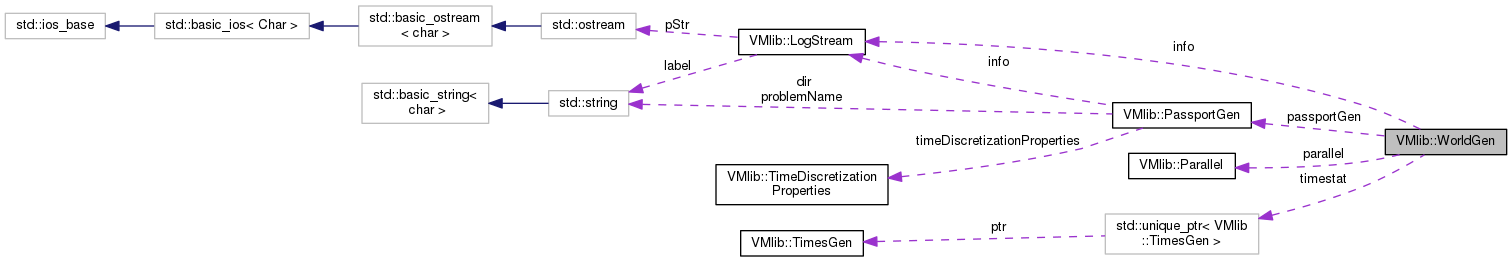 std::ios_base
std::basic_ios< Char >
std::basic_ostream
< char >
std::ostream
pStr
VMlib::LogStream
info
info
label
std::basic_string<
char >
std::string
dir
problemName
VMlib::PassportGen
passportGen
VMlib::WorldGen
timeDiscretizationProperties
parallel
VMlib::Parallel
timestat
VMlib::TimeDiscretization
Properties
std::unique_ptr< VMlib
::TimesGen >
ptr
VMlib::TimesGen